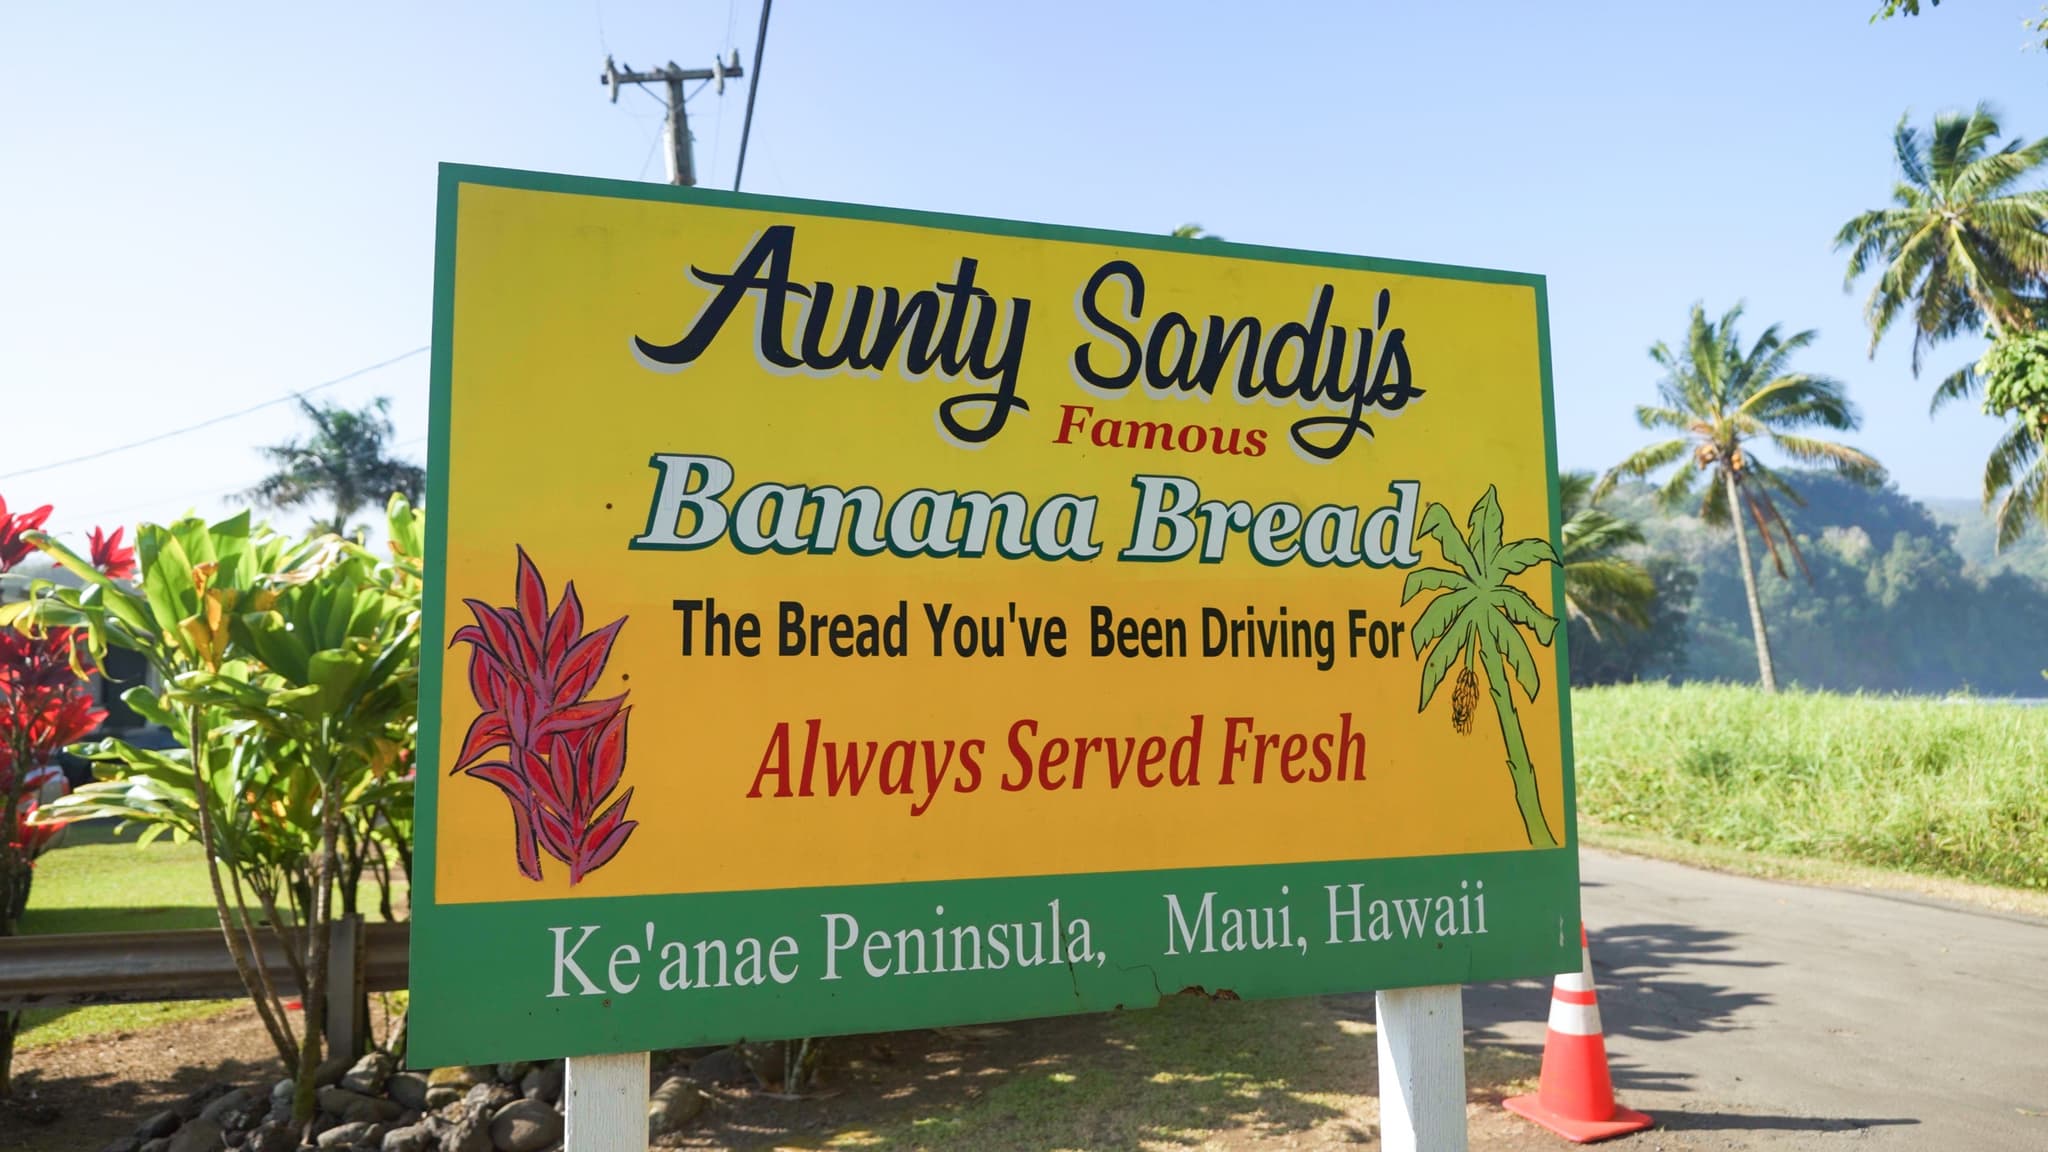 Aunty Sandy's
Famous
Banana Bread
The Bread You've Been Driving For
Always Served Fresh
Ke'anae Peninsula, Maui, Hawaii